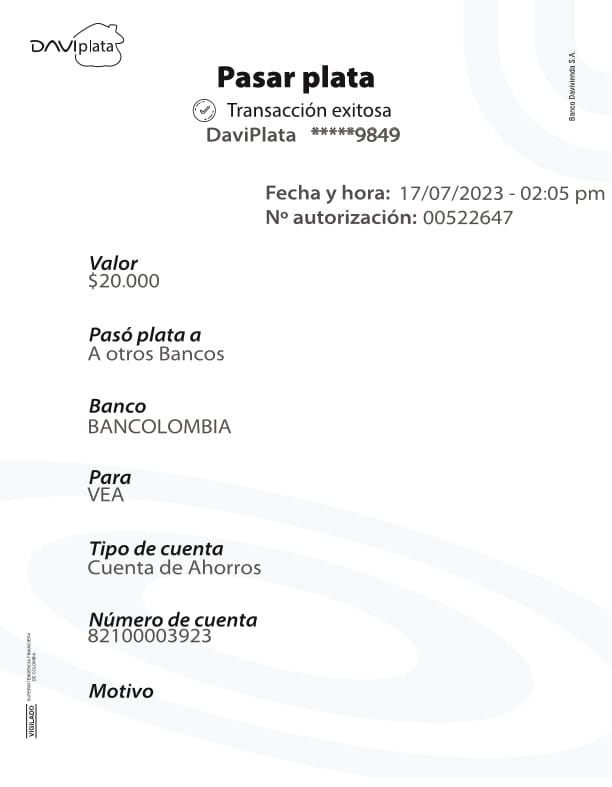 DAVIplata
Banco Davivienda S.A.
Pasar plata
Transacción exitosa
DaviPlata *****9849
Fecha y hora: 17/07/2023 - 02:05 pm
Nº autorización: 00522647
Valor
$20.000
Pasó plata a
A otros Bancos
Banco
BANCOLOMBIA
Para
VEA
Tipo de cuenta
Cuenta de Ahorros
Número de cuenta
82100003923
Motivo
VIGILADO
SUPERINTENDENCIA FINANCIERA
DE COLOMBIA